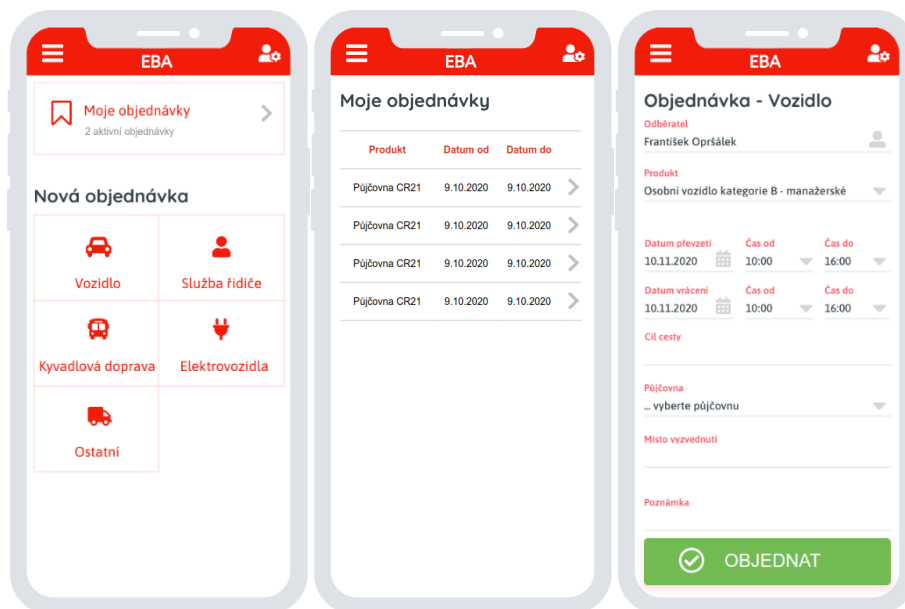 EBA
Moje objednávky
2 aktivní objednávky
Nová objednávka
Vozidlo
Služba řidiče
Kyvadlová doprava
Elektrovozidla
Ostatní
EBA
Moje objednávky
Produkt Datum od Datum do
Půjčovna CR21 9.10.2020 9.10.2020
Půjčovna CR21 9.10.2020 9.10.2020
Půjčovna CR21 9.10.2020 9.10.2020
Půjčovna CR21 9.10.2020 9.10.2020
EBA
Objednávka - Vozidlo
Odběratel
František Opršálek
Produkt
Osobní vozidlo kategorie B - manažerské
Datum převzetí Čas od Čas do
10.11.2020 10:00 16:00
Datum vrácení Čas od Čas do
10.11.2020 10:00 16:00
Cíl cesty
Půjčovna
... vyberte půjčovnu
Místo vyzvednutí
Poznámka
OBJEDNAT